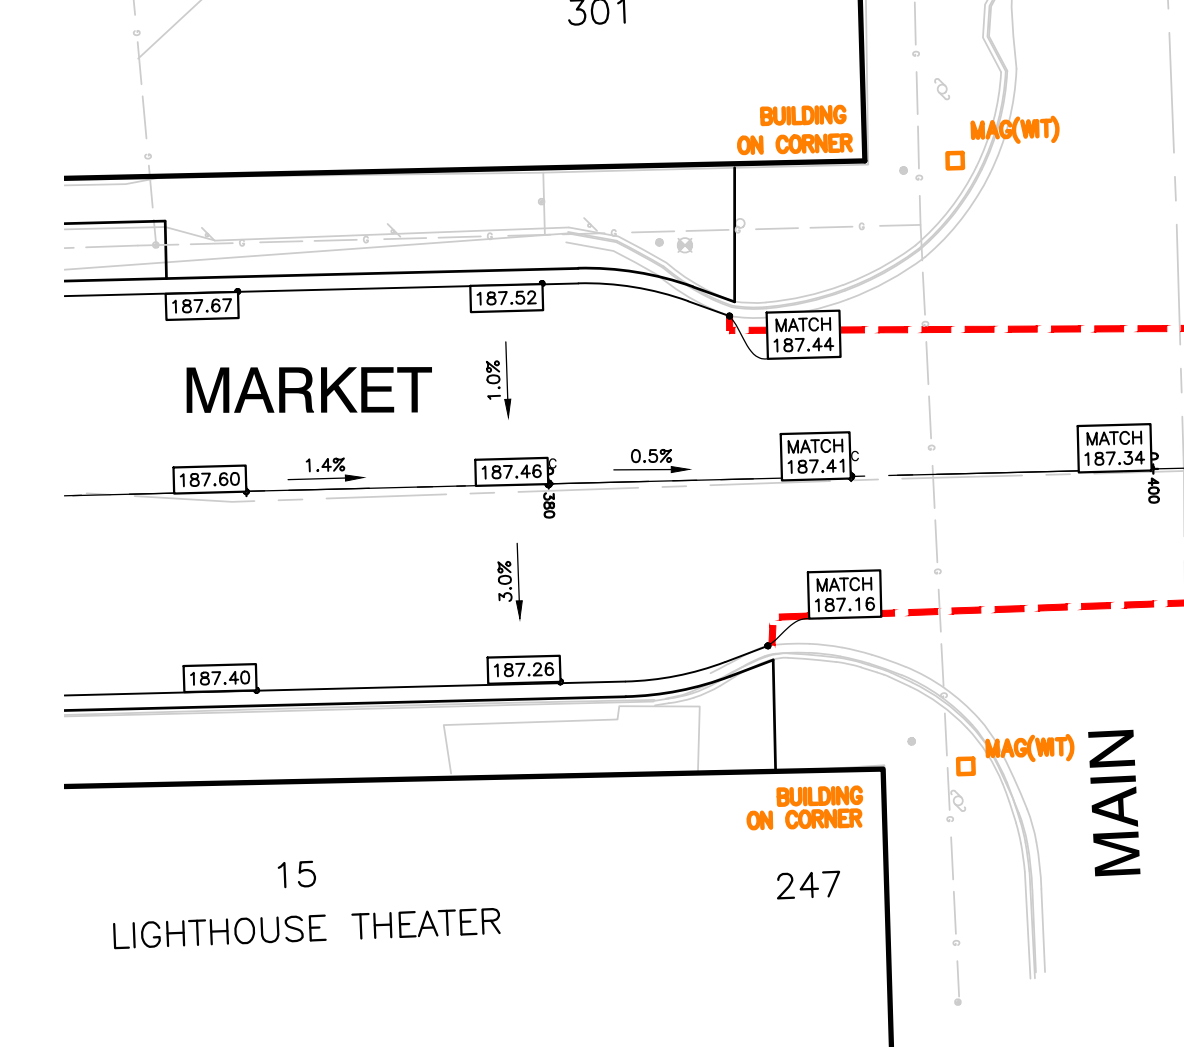 301
BUILDING
ON CORNER
MAG(WIT)
G
G
G
G
G
G
G
G
G
G
187.67
187.52
MATCH
187.44
G
MARKET
1.0%
187.60
1.4%
187.46
C
P
380
0.5%
MATCH
187.41
C
G
MATCH
187.34
P
400
3.0%
G
MATCH
187.16
187.40
187.26
G
MAG(WIT)
MAIN
BUILDING
ON CORNER
G
15
247
LIGHTHOUSE THEATER
G